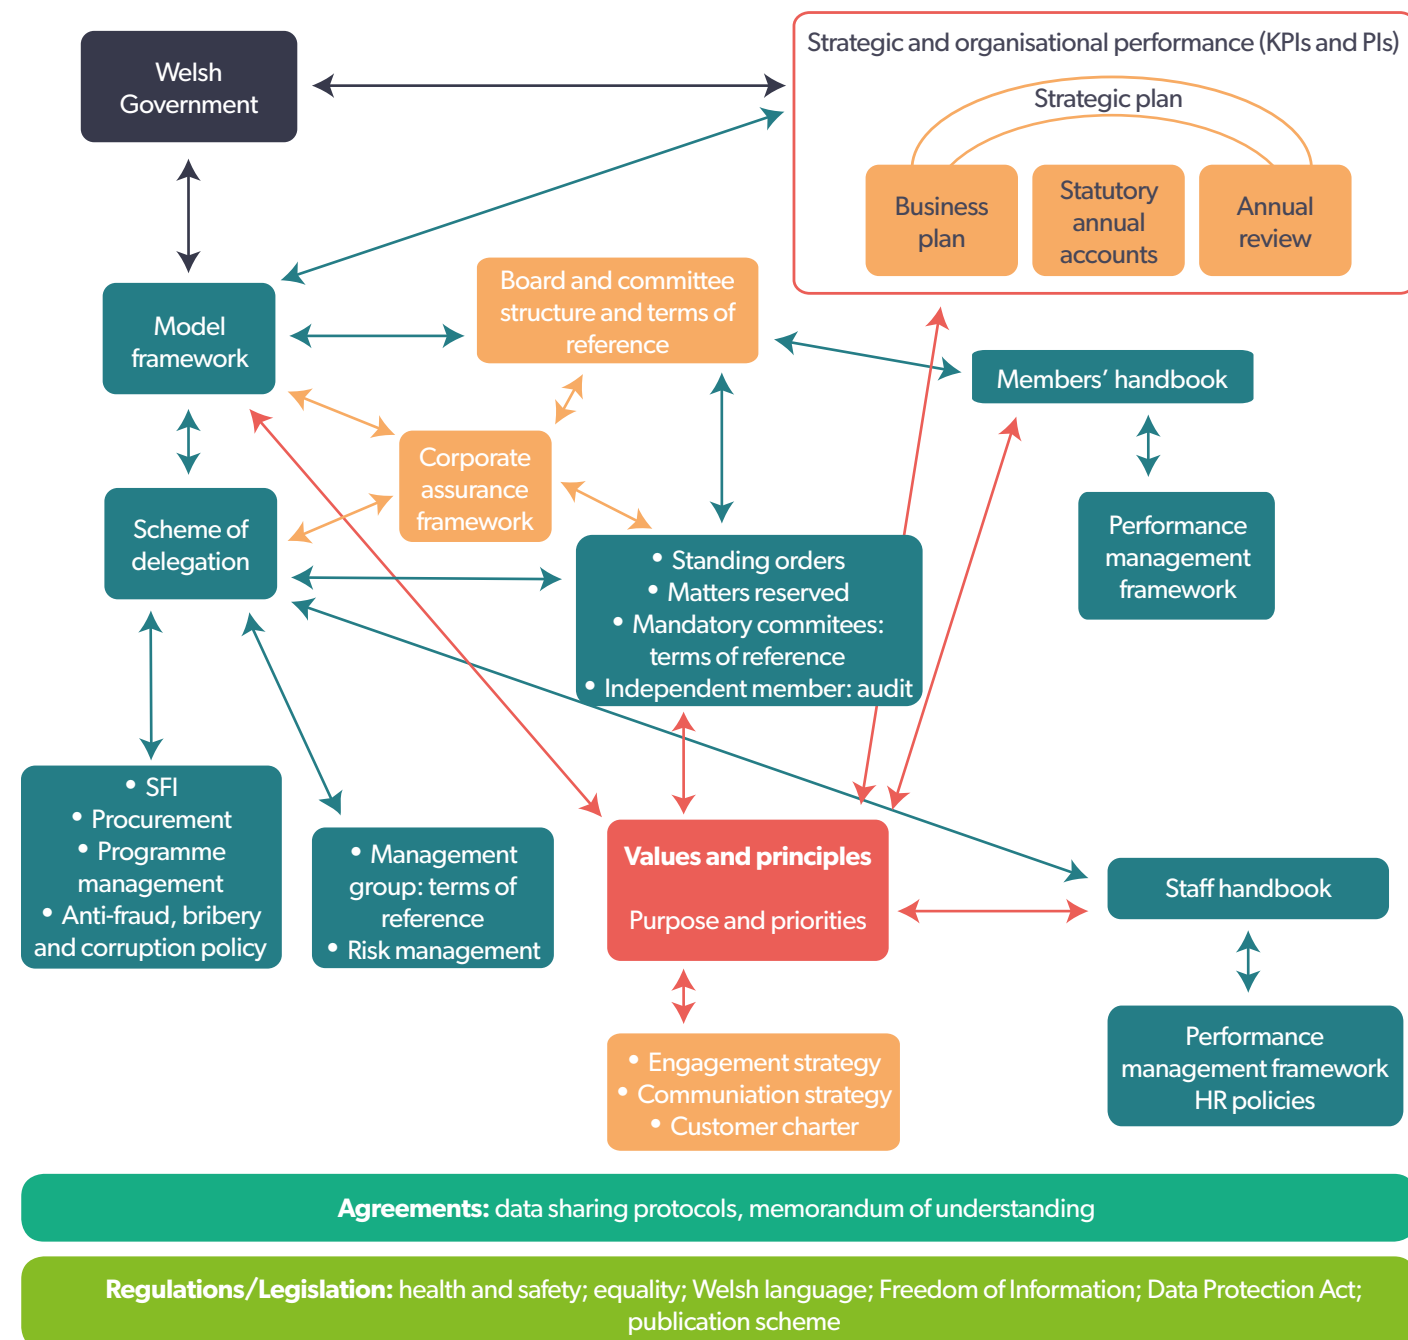 Welsh
Government
Strategic and organisational performance (KPIs and PIs)
Strategic plan
Business
plan
Statutory
annual
accounts
Annual
review
Model
framework
Board and committee
structure and terms of
reference
Members’ handbook
Corporate
assurance
framework
Scheme of
delegation
Performance
management
framework
• Standing orders
• Matters reserved
• Mandatory commitees:
terms of reference
• Independent member: audit
• SFI
• Procurement
• Programme
management
• Anti-fraud, bribery
and corruption policy
• Management
group: terms of
reference
• Risk management
Values and principles
Purpose and priorities
Staff handbook
• Engagement strategy
• Communiation strategy
• Customer charter
Performance
management framework
HR policies
Agreements: data sharing protocols, memorandum of understanding
Regulations/Legislation: health and safety; equality; Welsh language; Freedom of Information; Data Protection Act;
publication scheme